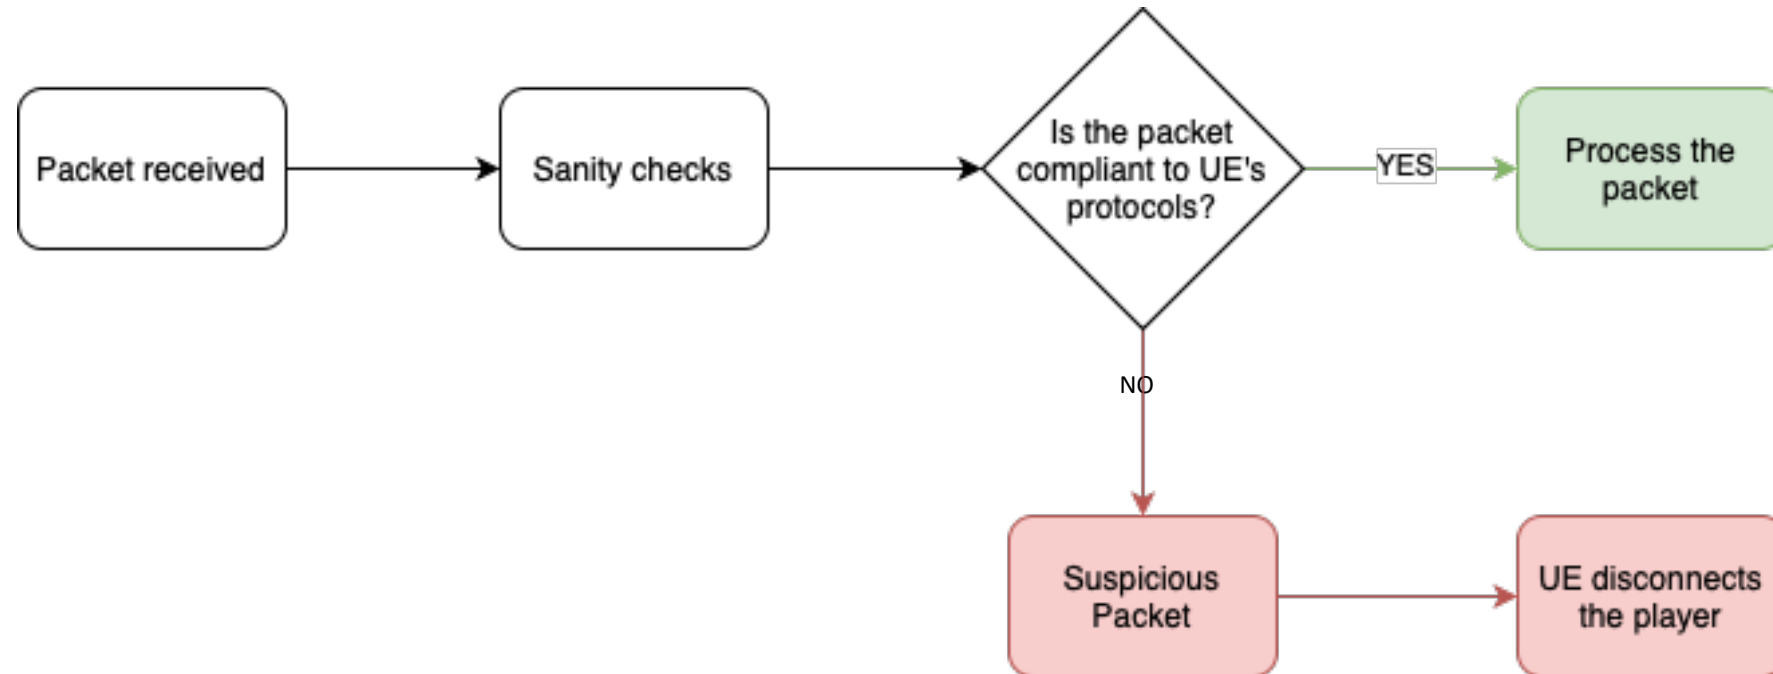 Packet received
Sanity checks
Is the packet
compliant to UE's
protocols?
YES
Process the
packet
NO
Suspicious
Packet
UE disconnects
the player